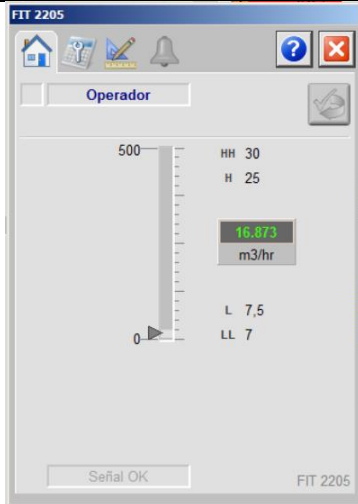 FIT 2205
?
Operador
500
HH 30
H 25
16.873
m3/hr
L 7,5
0
LL 7
Señal OK
FIT 2205